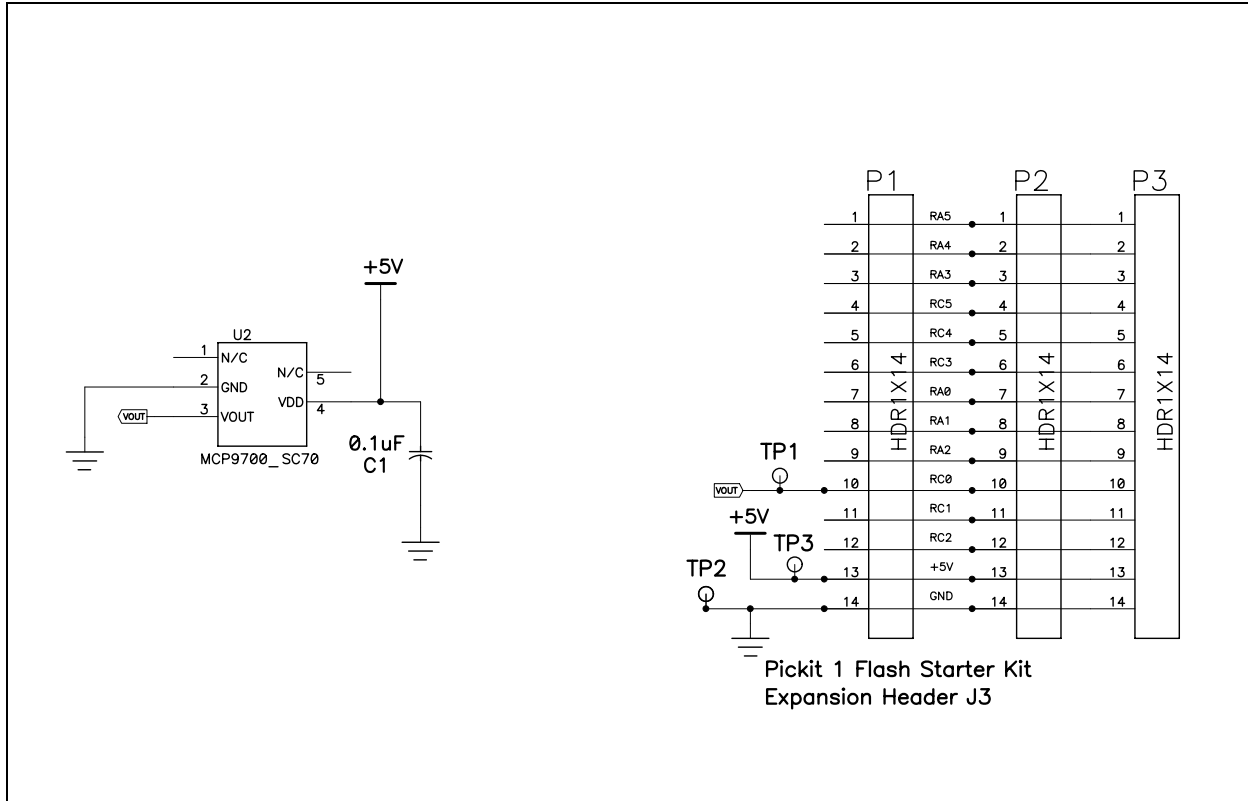 +5V
U2
1 N/C
N/C 5
2 GND
VDD 4
VOUT 3 VOUT
MCP9700_SC70
0.1uF
C1
P1 P2 P3
1 RA5 1 1
2 RA4 2 2
3 RA3 3 3
4 RC5 4 4
5 RC4 5 5
6 RC3 6 6
7 RA0 7 7
8 RA1 8 8
9 RA2 9 9
TP1
VOUT 10 RC0 10 10
11 RC1 11 11
+5V
12 RC2 12 12
TP3
13 +5V 13 13
TP2
14 GND 14 14
HDR1X14
HDR1X14
HDR1X14
Pickit 1 Flash Starter Kit
Expansion Header J3